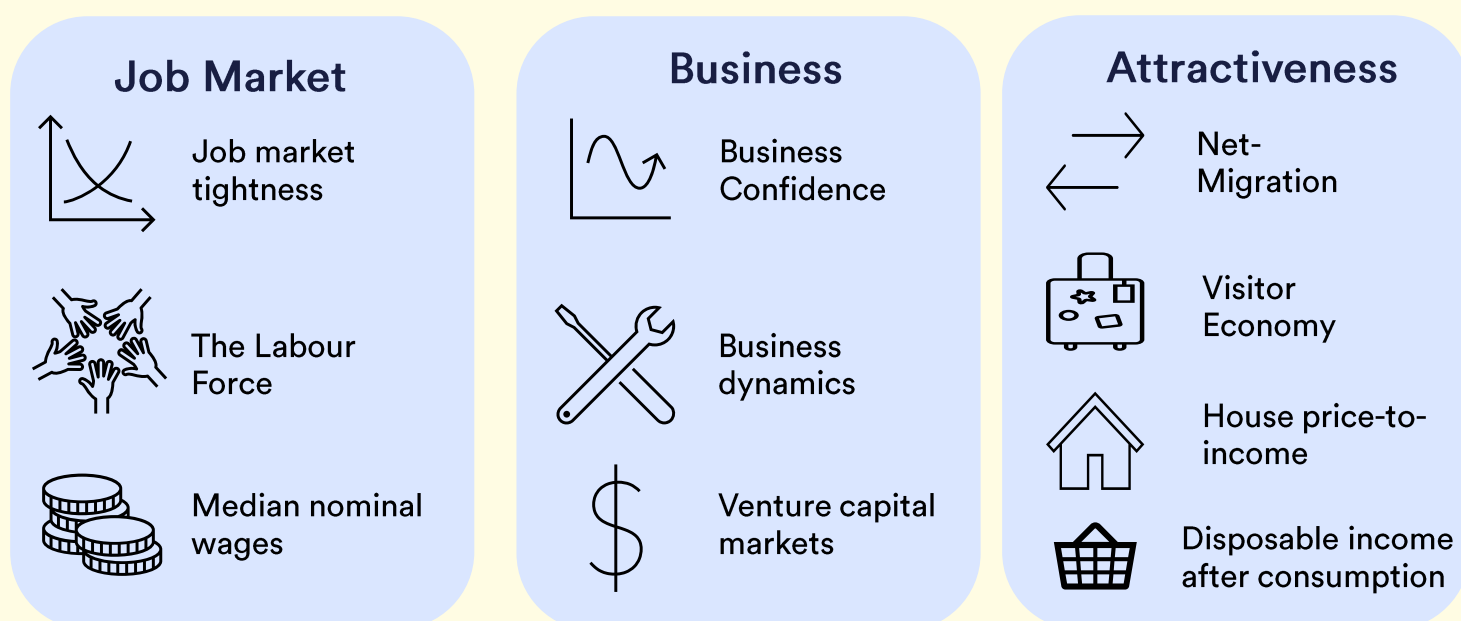 Job Market
Job market
tightness
The Labour
Force
Median nominal
wages
Business
Business
Confidence
Business
dynamics
Venture capital
markets
Attractiveness
Net-
Migration
Visitor
Economy
House price-to-
income
Disposable income
after consumption